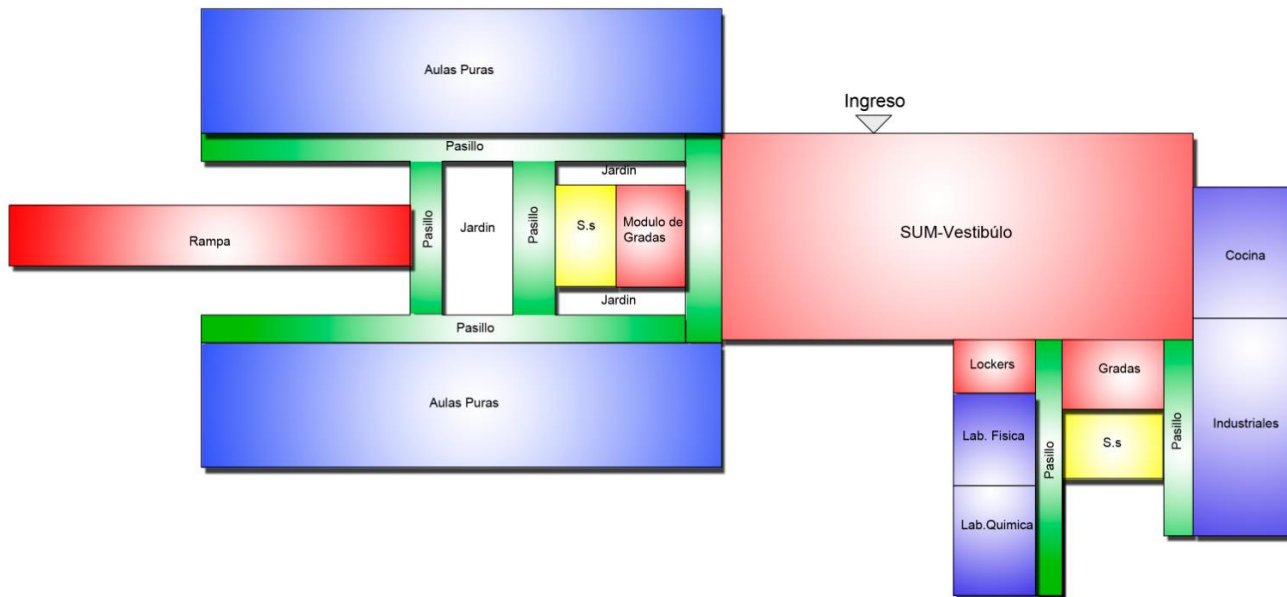 Aulas Puras
Ingreso
Pasillo
Jardin
Rampa
Pasillo
Jardin
Pasillo
S.s
Modulo de
Gradas
SUM-Vestibúlo
Cocina
Jardin
Pasillo
Lockers
Gradas
Aulas Puras
Industriales
Lab. Fisica
Pasillo
S.s
Pasillo
Lab.Quimica